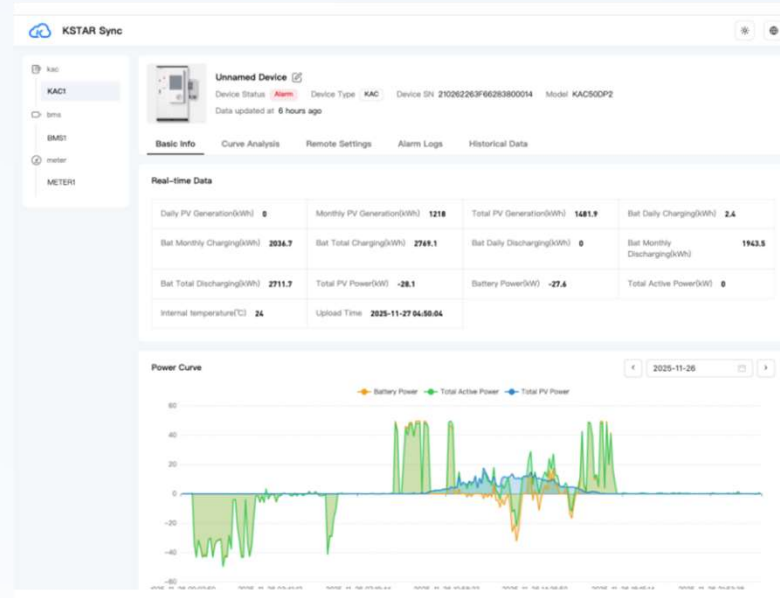 KSTAR Sync
kac
KAC1
bms
BMS1
meter
METER1
Unnamed Device
Device Status Alarm Device Type KAC Device SN 210262263F66283800014 Model KAC50DP2
Data updated at 6 hours ago
Basic Info Curve Analysis Remote Settings Alarm Logs Historical Data
Real-time Data
Daily PV Generation(kWh) 0 Monthly PV Generation(kWh) 1218 Total PV Generation(kWh) 1481.9 Bat Daily Charging(kWh) 2.4
Bat Monthly Charging(kWh) 2036.7 Bat Total Charging(kWh) 2769.1 Bat Daily Discharging(kWh) 0 Bat Monthly Discharging(kWh) 1943.5
Bat Total Discharging(kWh) 2711.7 Total PV Power(kW) -28.1 Battery Power(kW) -27.6 Total Active Power(kW) 0
Internal temperature(℃) 24 Upload Time 2025-11-27 04:50:04
Power Curve
2025-11-26
Battery Power Total Active Power Total PV Power
60
40
20
0
-20
-40
-60